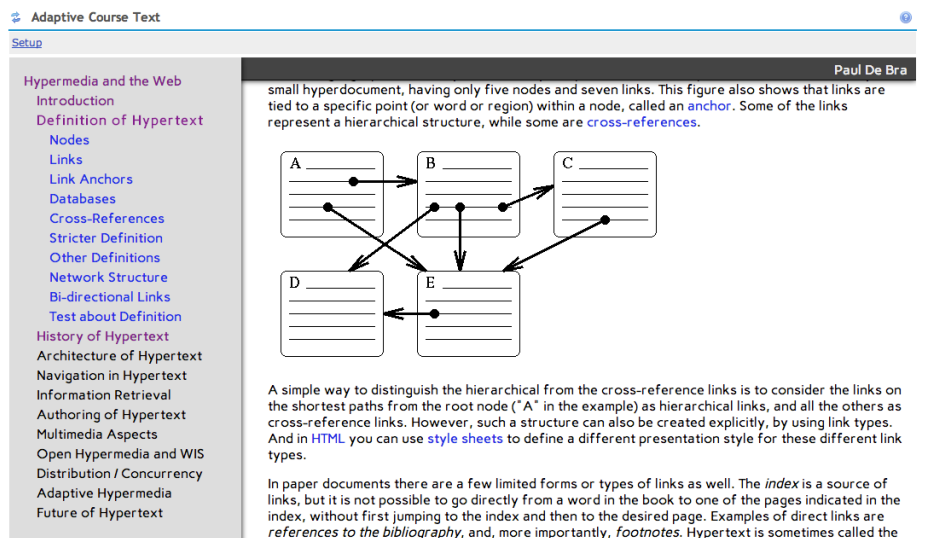 Adaptive Course Text
Setup
Hypermedia and the Web
Introduction
Definition of Hypertext
Nodes
Links
Link Anchors
Databases
Cross-References
Stricter Definition
Other Definitions
Network Structure
Bi-directional Links
Test about Definition
History of Hypertext
Architecture of Hypertext
Navigation in Hypertext
Information Retrieval
Authoring of Hypertext
Multimedia Aspects
Open Hypermedia and WIS
Distribution / Concurrency
Adaptive Hypermedia
Future of Hypertext
Paul De Bra
small hyperdocument, having only five nodes and seven links. This figure also shows that links are
tied to a specific point (or word or region) within a node, called an anchor. Some of the links
represent a hierarchical structure, while some are cross-references.
A
B
C
D
E
A simple way to distinguish the hierarchical from the cross-reference links is to consider the links on
the shortest paths from the root node ("A" in the example) as hierarchical links, and all the others as
cross-reference links. However, such a structure can also be created explicitly, by using link types.
And in HTML you can use style sheets to define a different presentation style for these different link
types.
In paper documents there are a few limited forms or types of links as well. The index is a source of
links, but it is not possible to go directly from a word in the book to one of the pages indicated in the
index, without first jumping to the index and then to the desired page. Examples of direct links are
references to the bibliography, and, more importantly, footnotes. Hypertext is sometimes called the